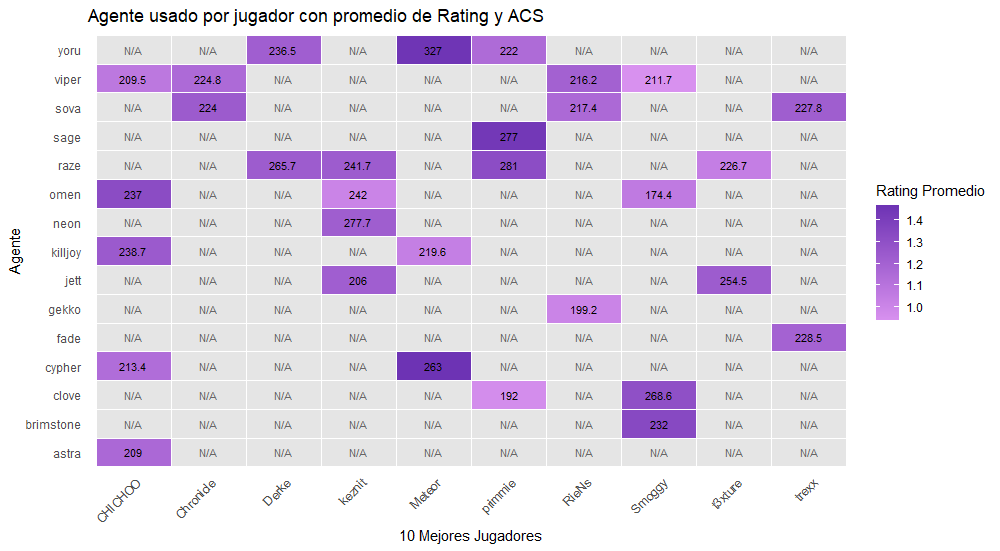 Agente usado por jugador con promedio de Rating y ACS
yoru N/A N/A 236.5 N/A 327 222 N/A N/A N/A N/A
viper 209.5 224.8 N/A N/A N/A N/A 216.2 211.7 N/A N/A
sova N/A 224 N/A N/A N/A N/A 217.4 N/A N/A 227.8
sage N/A N/A N/A N/A N/A 277 N/A N/A N/A N/A
raze N/A N/A 265.7 241.7 N/A 281 N/A N/A 226.7 N/A
omen 237 N/A N/A 242 N/A N/A N/A 174.4 N/A N/A
neon N/A N/A N/A 277.7 N/A N/A N/A N/A N/A N/A
killjoy 238.7 N/A N/A N/A 219.6 N/A N/A N/A N/A N/A
jett N/A N/A N/A 206 N/A N/A N/A N/A 254.5 N/A
gekko N/A N/A N/A N/A N/A N/A 199.2 N/A N/A N/A
fade N/A N/A N/A N/A N/A N/A N/A N/A N/A 228.5
cypher 213.4 N/A N/A N/A 263 N/A N/A N/A N/A N/A
clove N/A N/A N/A N/A N/A 192 N/A 268.6 N/A N/A
brimstone N/A N/A N/A N/A N/A N/A N/A 232 N/A N/A
astra 209 N/A N/A N/A N/A N/A N/A N/A N/A N/A
CHICHOO Chronicle Derke keznit Meteor primmie RieNs Smoggy t3xture trexx
10 Mejores Jugadores
Agente
Rating Promedio
1.4
1.3
1.2
1.1
1.0